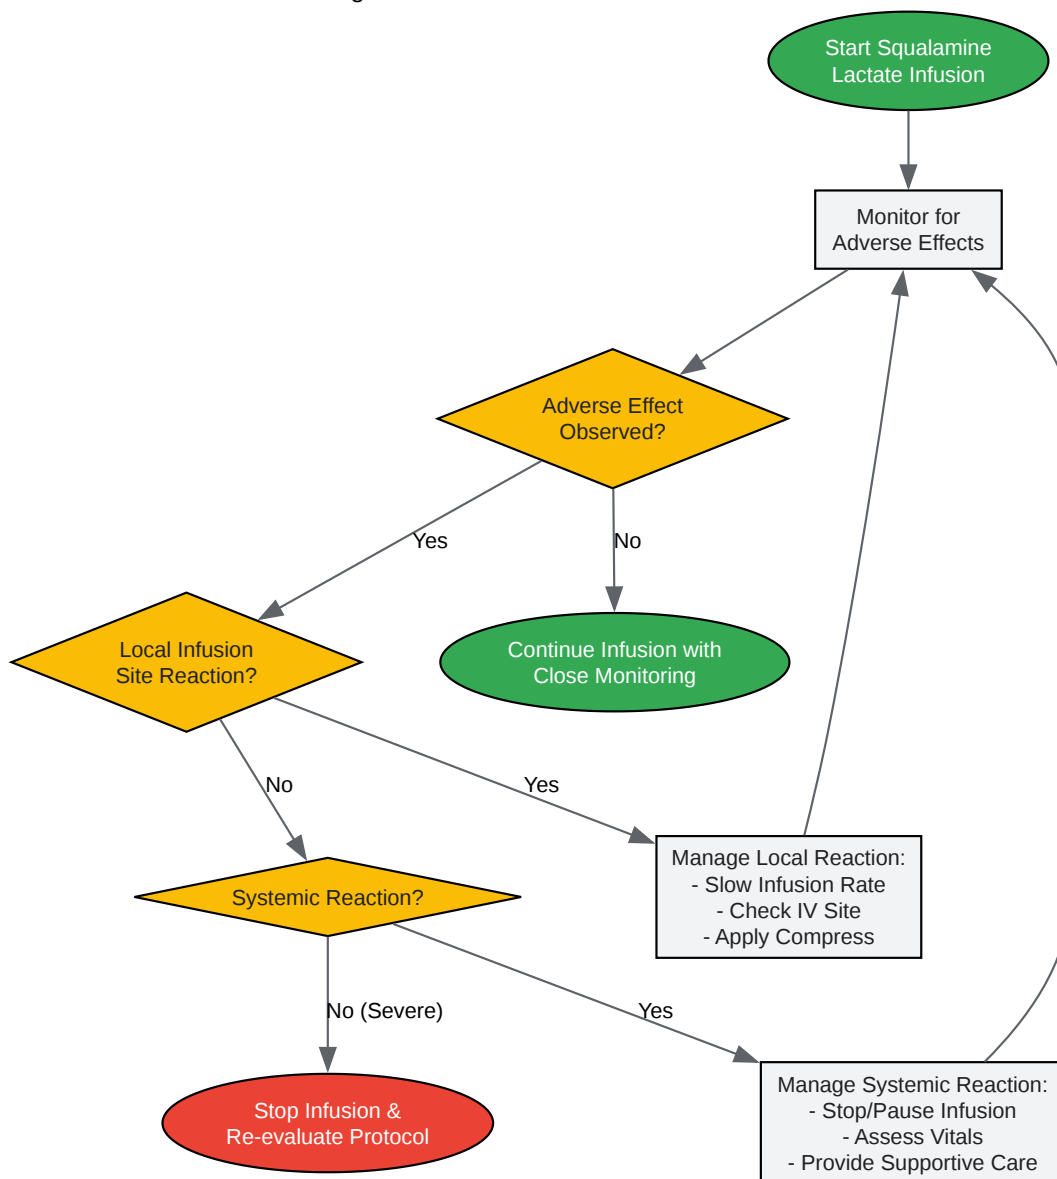 Start Squalamine
Lactate Infusion
Monitor for
Adverse Effects
Adverse Effect
Observed?
Yes
No
Local Infusion
Site Reaction?
Continue Infusion with
Close Monitoring
No
Yes
Manage Local Reaction:
- Slow Infusion Rate
- Check IV Site
- Apply Compress
Systemic Reaction?
No (Severe)
Yes
Stop Infusion &
Re-evaluate Protocol
Manage Systemic Reaction:
- Stop/Pause Infusion
- Assess Vitals
- Provide Supportive Care